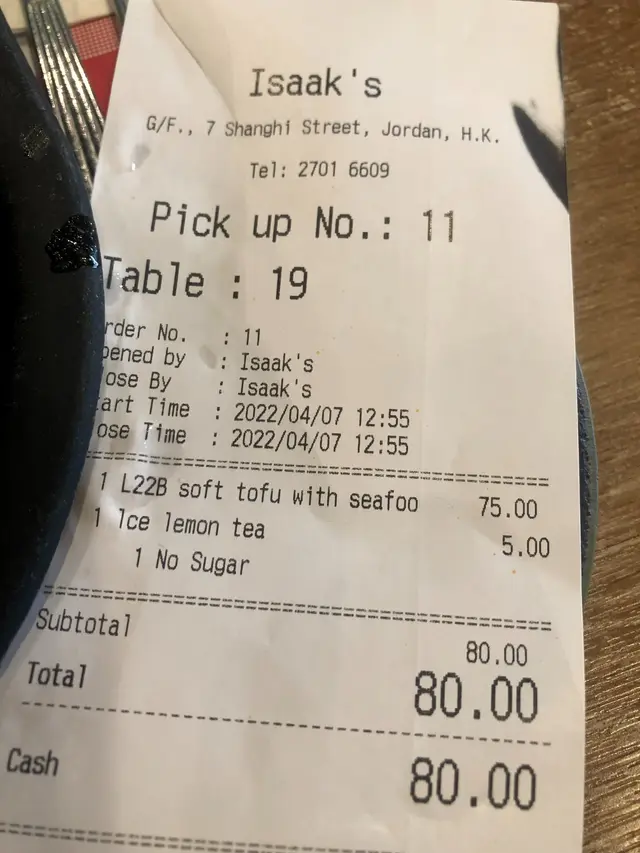 Isaak's
G/F., 7 Shanghi Street, Jordan, H.K.
Tel: 2701 6609
Pick up No.: 11
Table : 19
rder No. : 11
pened by : Isaak's
ose By : Isaak's
art Time : 2022/04/07 12:55
ose Time : 2022/04/07 12:55
1 L22B soft tofu with seafoo 75.00
1 Ice lemon tea 5.00
1 No Sugar
Subtotal 80.00
Total 80.00
Cash 80.00